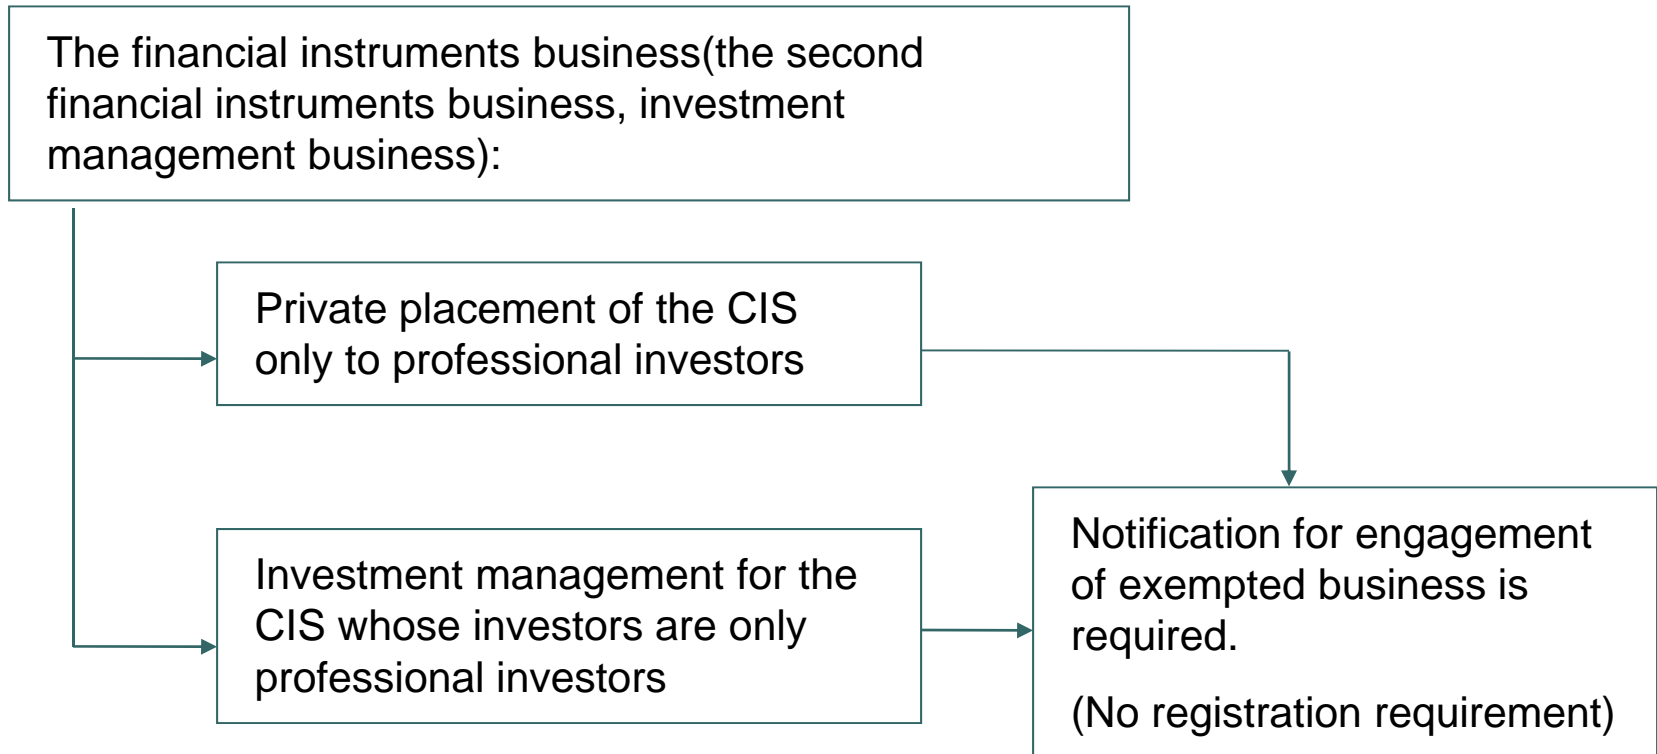 The financial instruments business(the second
financial instruments business, investment
management business):
Private placement of the CIS
only to professional investors
Investment management for the
CIS whose investors are only
professional investors
Notification for engagement
of exempted business is
required.
(No registration requirement)